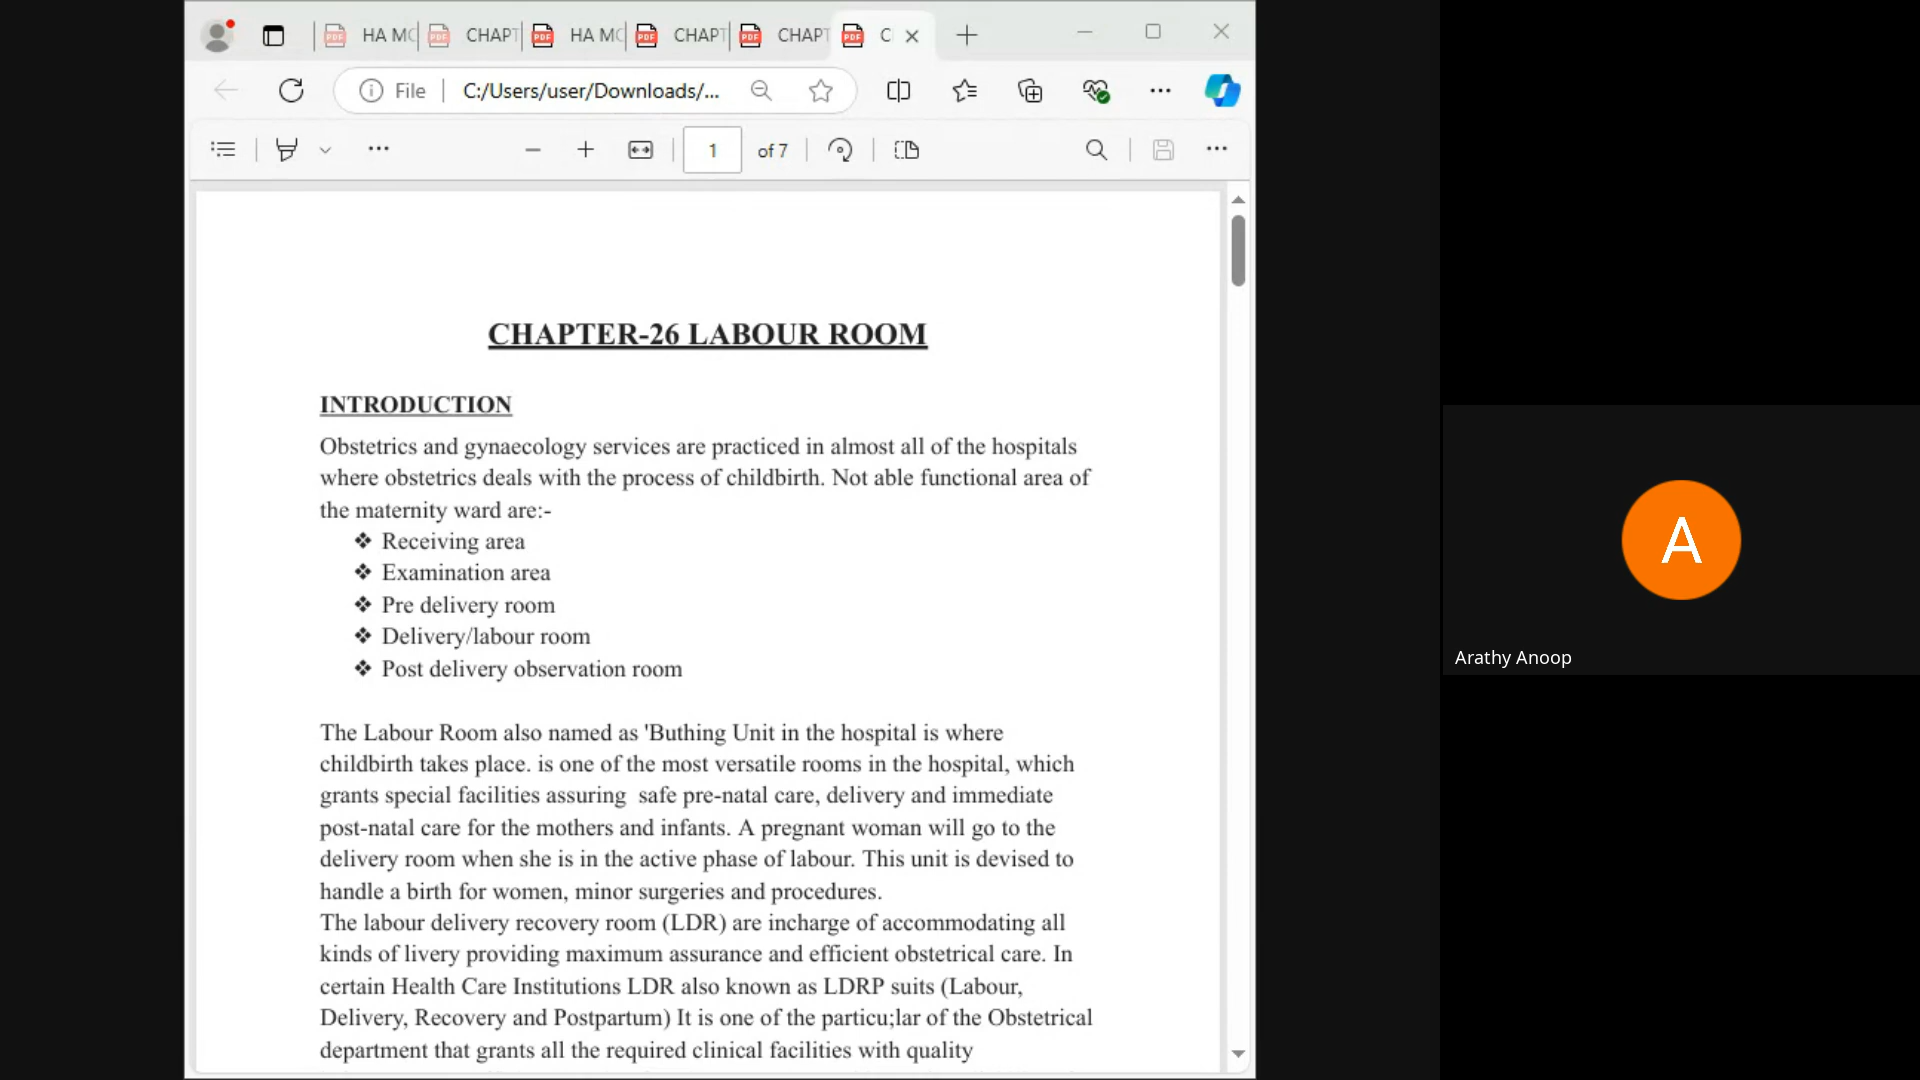 HA MC
CHAPT
HA MC
CHAPT
CHAPT
C
File
C:/Users/user/Downloads/...
1
of 7
CHAPTER-26 LABOUR ROOM
INTRODUCTION
Obstetrics and gynaecology services are practiced in almost all of the hospitals
where obstetrics deals with the process of childbirth. Not able functional area of
the maternity ward are:-
❖ Receiving area
❖ Examination area
❖ Pre delivery room
❖ Delivery/labour room
❖ Post delivery observation room
The Labour Room also named as 'Buthing Unit in the hospital is where
childbirth takes place. is one of the most versatile rooms in the hospital, which
grants special facilities assuring  safe pre-natal care, delivery and immediate
post-natal care for the mothers and infants. A pregnant woman will go to the
delivery room when she is in the active phase of labour. This unit is devised to
handle a birth for women, minor surgeries and procedures.
The labour delivery recovery room (LDR) are incharge of accommodating all
kinds of livery providing maximum assurance and efficient obstetrical care. In
certain Health Care Institutions LDR also known as LDRP suits (Labour,
Delivery, Recovery and Postpartum) It is one of the particu;lar of the Obstetrical
department that grants all the required clinical facilities with quality
A
Arathy Anoop